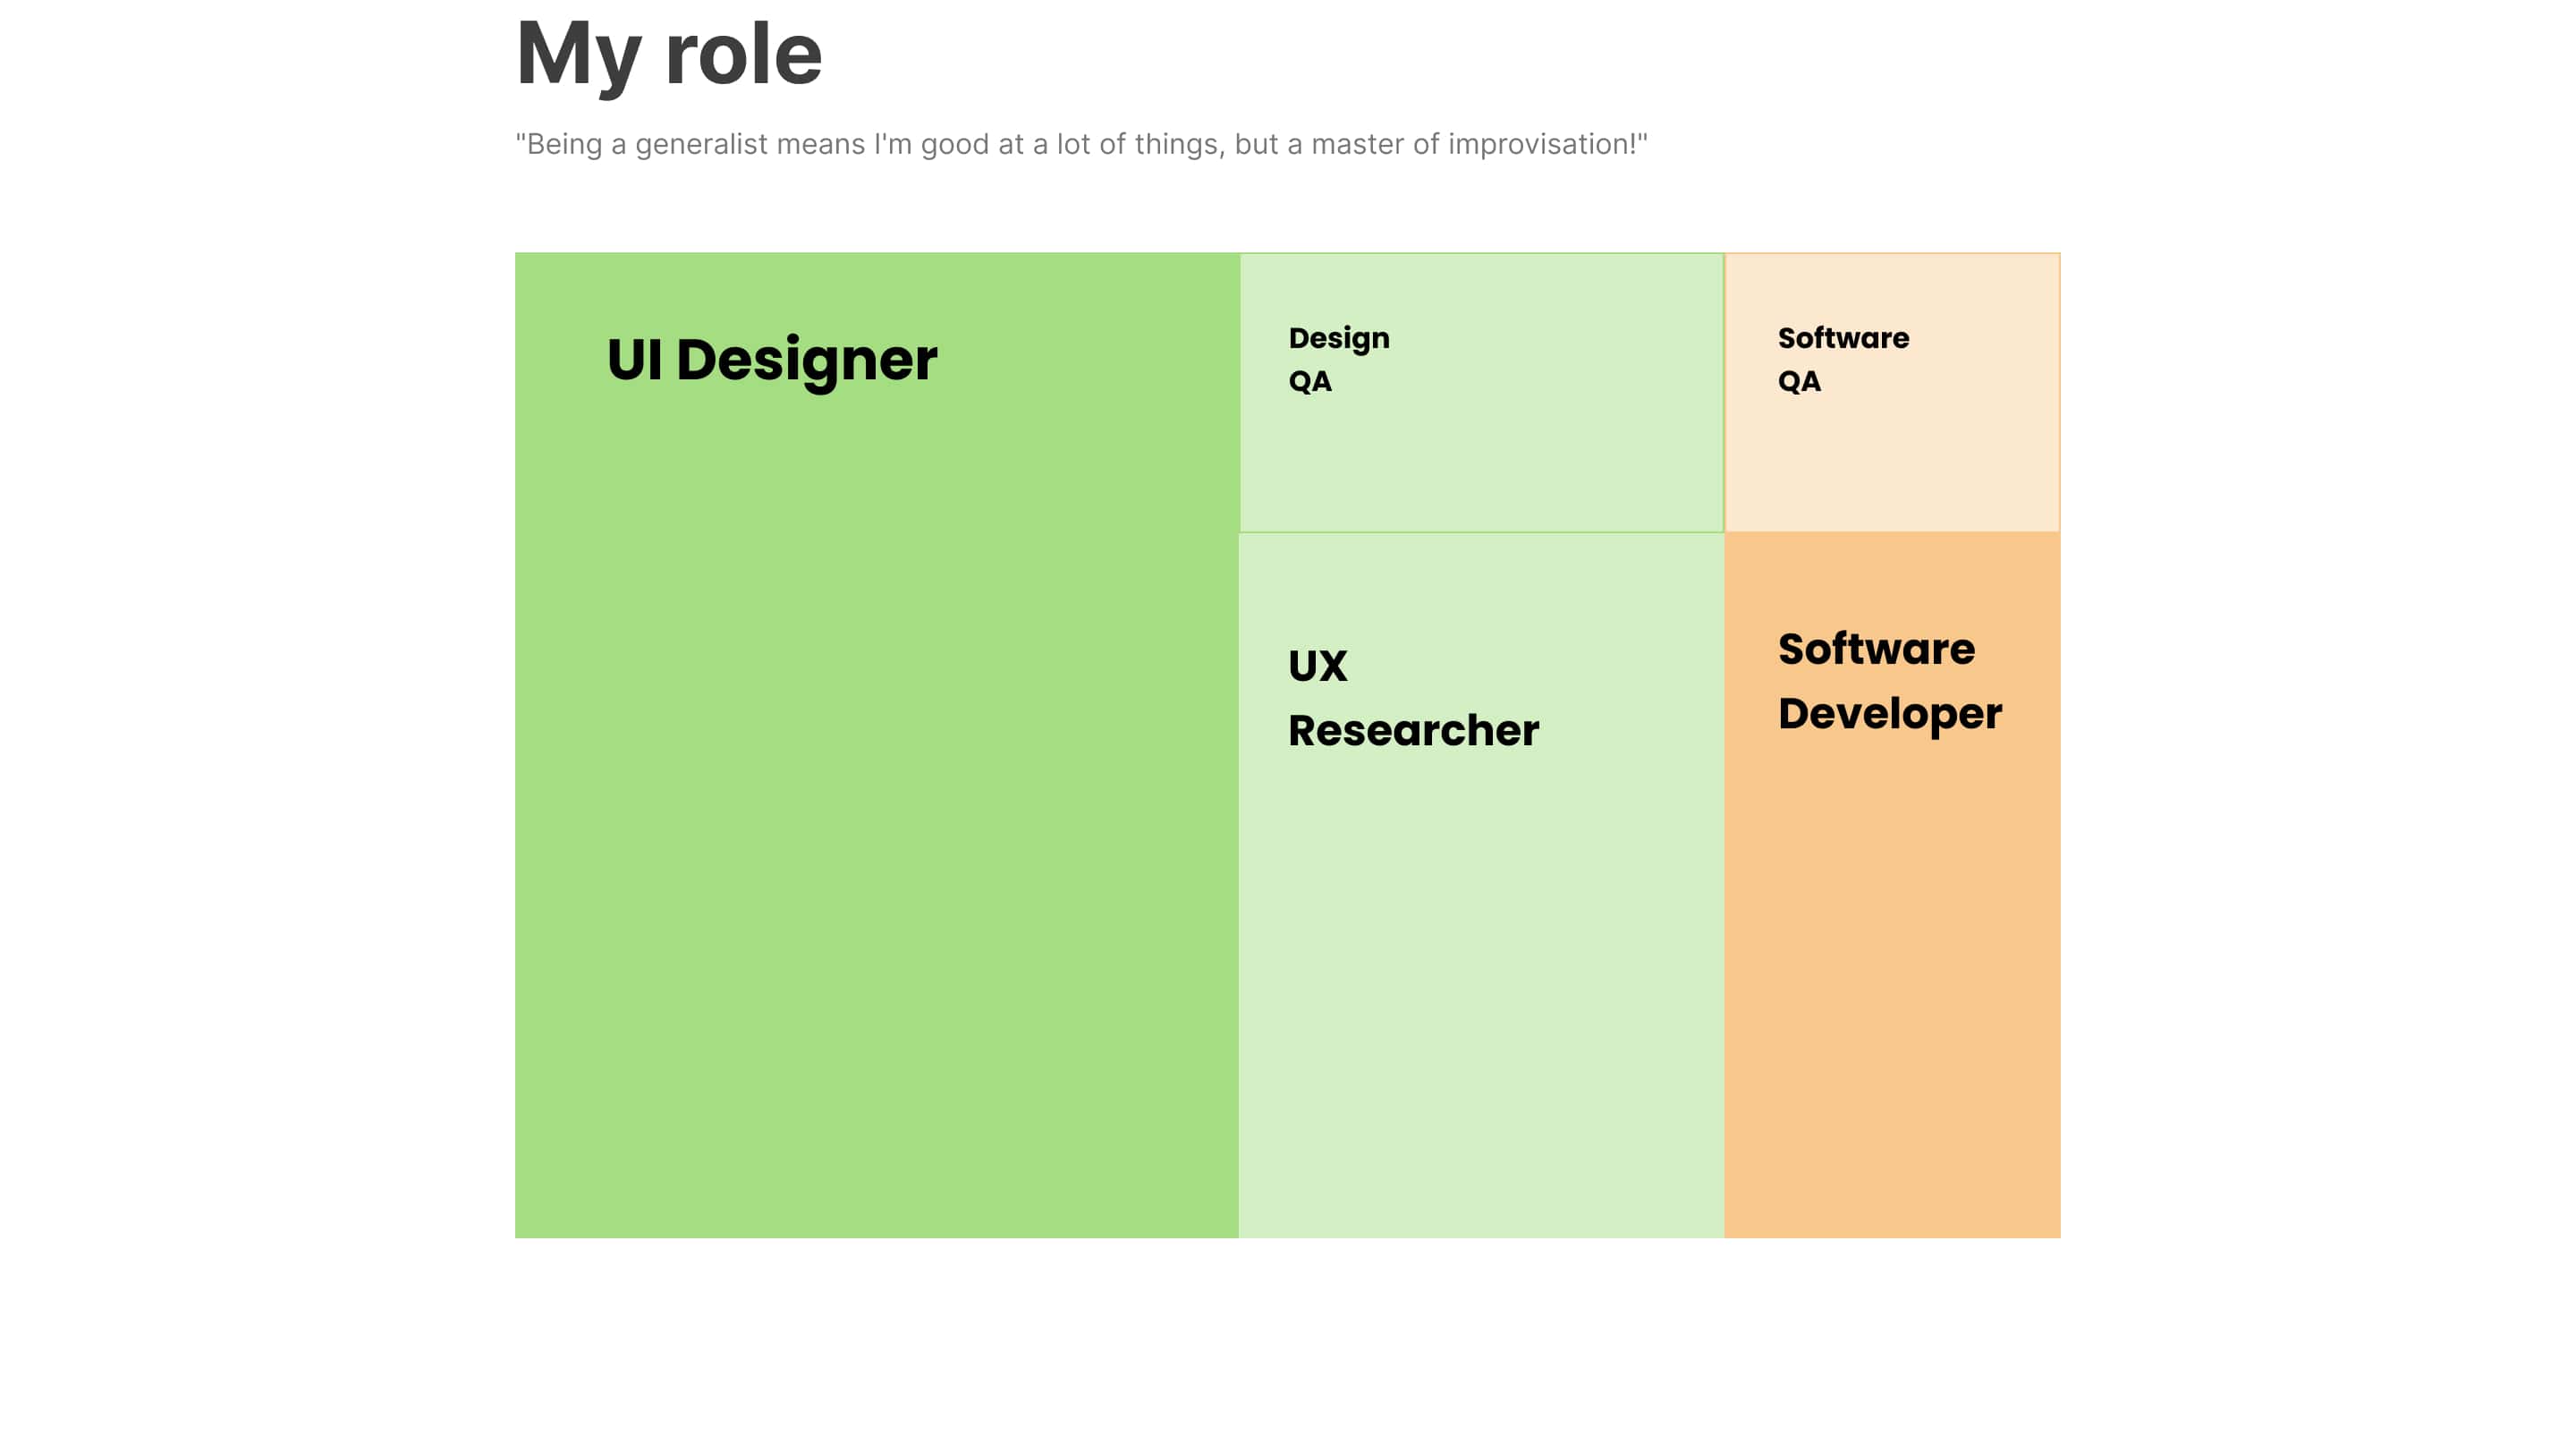 My role
"Being a generalist means I'm good at a lot of things, but a master of improvisation!"
UI Designer
Design
QA
Software
QA
UX
Researcher
Software
Developer